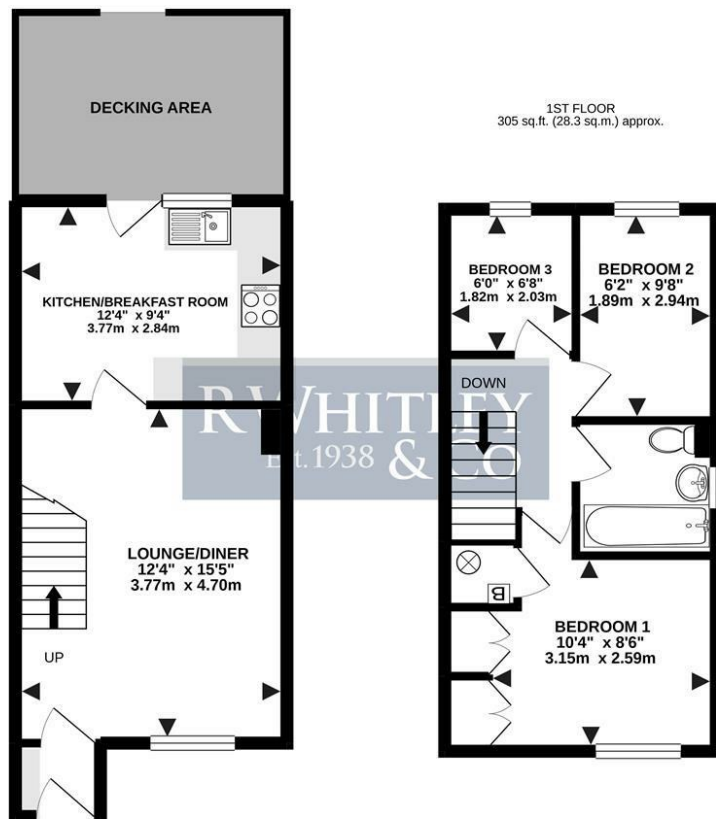 DECKING AREA
KITCHEN/BREAKFAST ROOM
12'4" x 9'4"
3.77m x 2.84m
LOUNGE/DINER
12'4" x 15'5"
3.77m x 4.70m
UP
1ST FLOOR
305 sq.ft. (28.3 sq.m.) approx.
BEDROOM 3
6'0" x 6'8"
1.82m x 2.03m
BEDROOM 2
6'2" x 9'8"
1.89m x 2.94m
DOWN
B
BEDROOM 1
10'4" x 8'6"
3.15m x 2.59m
R WHITLEY
Est. 1938 & CO